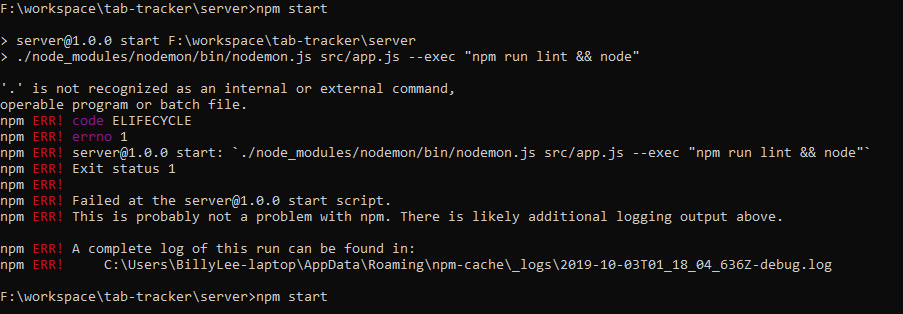 F:\workspace\tab-tracker\server>npm start
> server@1.0.0 start F:\workspace\tab-tracker\server
> ./node_modules/nodemon/bin/nodemon.js src/app.js --exec "npm run lint && node"
'.' is not recognized as an internal or external command,
operable program or batch file.
npm ERR! code ELIFECYCLE
npm ERR! errno 1
npm ERR! server@1.0.0 start: `./node_modules/nodemon/bin/nodemon.js src/app.js --exec "npm run lint && node"`
npm ERR! Exit status 1
npm ERR!
npm ERR! Failed at the server@1.0.0 start script.
npm ERR! This is probably not a problem with npm. There is likely additional logging output above.
npm ERR! A complete log of this run can be found in:
npm ERR!     C:\Users\BillyLee-laptop\AppData\Roaming\npm-cache\_logs\2019-10-03T01_18_04_636Z-debug.log
F:\workspace\tab-tracker\server>npm start